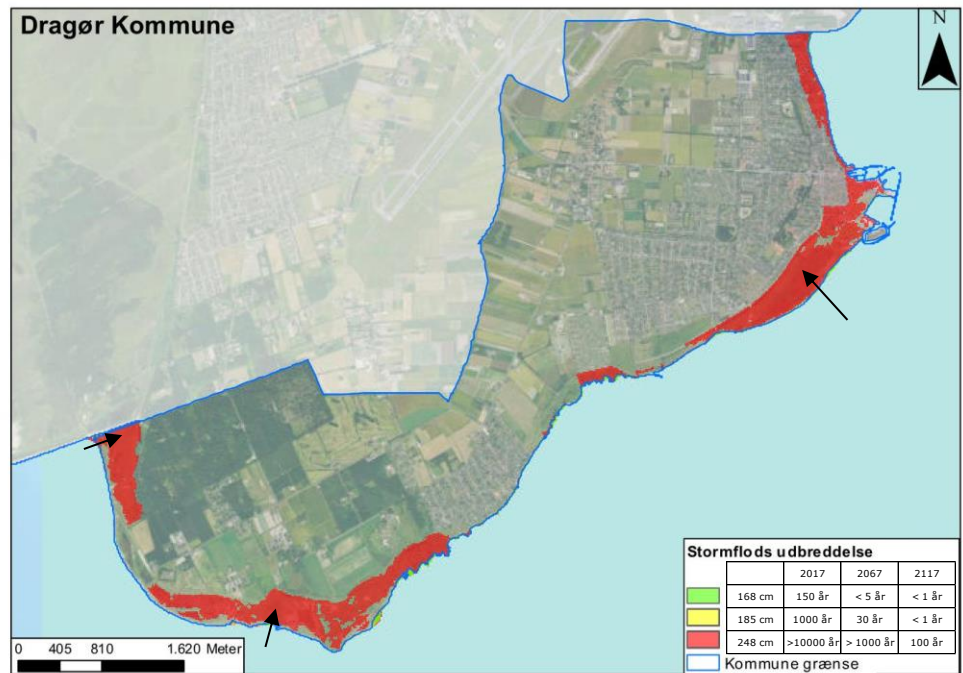 Dragør Kommune
N
Stormflods udbreddelse
2017 2067 2117
168 cm 150 år < 5 år < 1 år
185 cm 1000 år 30 år < 1 år
248 cm >10000 år > 1000 år 100 år
Kommune grænse
0 405 810 1.620 Meter